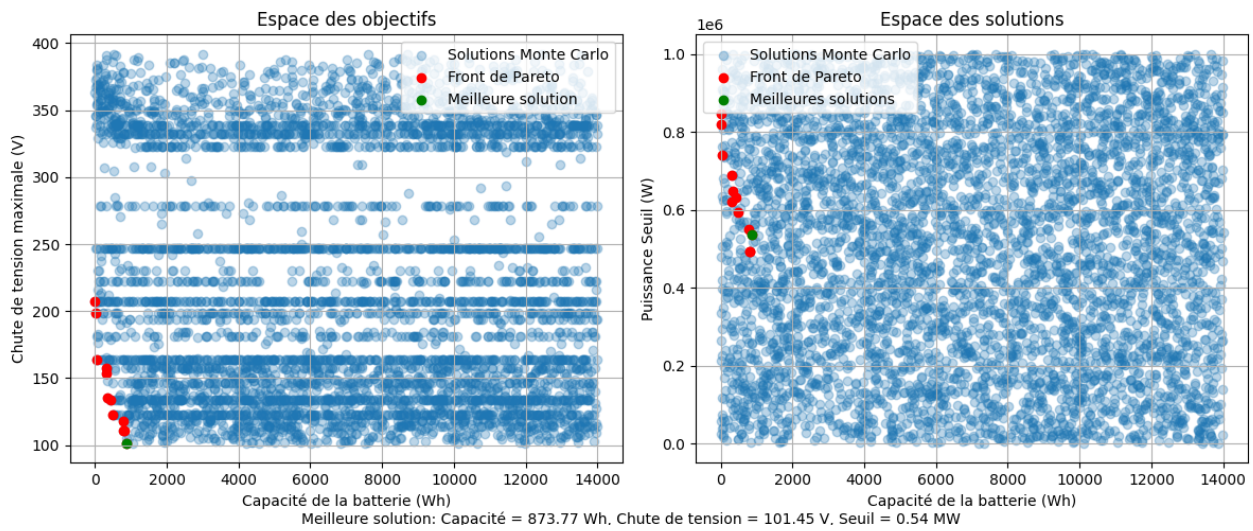 Espace des objectifs
400
350
300
250
200
150
100
Chute de tension maximale (V)
Solutions Monte Carlo
Front de Pareto
Meilleure solution
0 2000 4000 6000 8000 10000 12000 14000
Capacité de la batterie (Wh)
Espace des solutions
1e6
1.0
0.8
0.6
0.4
0.2
0.0
Puissance Seuil (W)
Solutions Monte Carlo
Front de Pareto
Meilleures solutions
0 2000 4000 6000 8000 10000 12000 14000
Capacité de la batterie (Wh)
Meilleure solution: Capacité = 873.77 Wh, Chute de tension = 101.45 V, Seuil = 0.54 MW